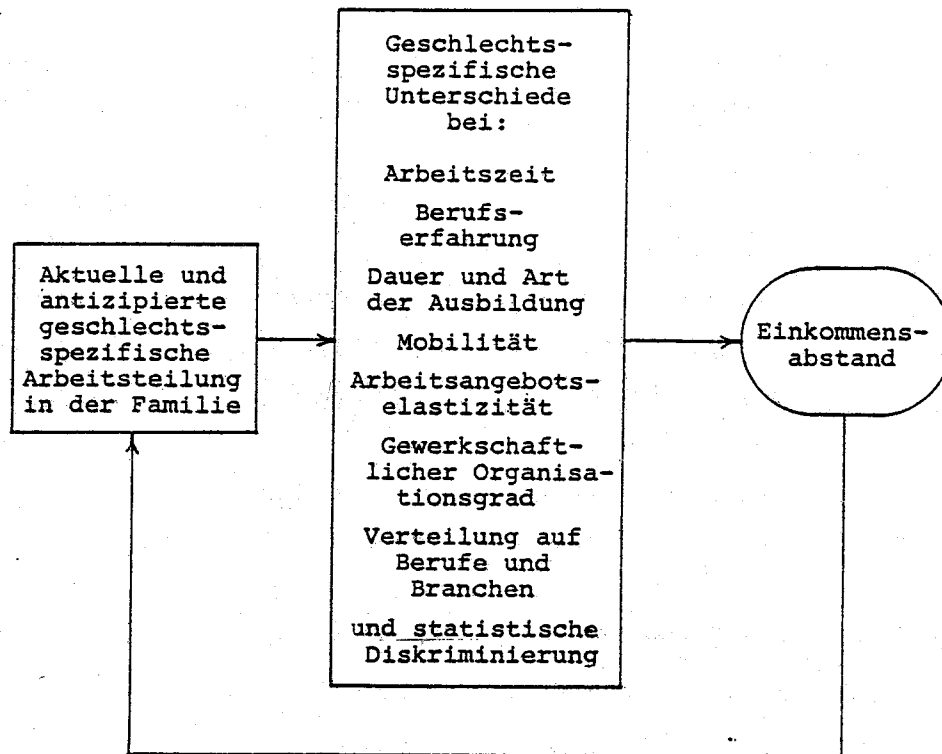 Aktuelle und
antizipierte
geschlechts-
spezifische
Arbeitsteilung
in der Familie
Geschlechts-
spezifische
Unterschiede
bei:
Arbeitszeit
Berufs-
erfahrung
Dauer und Art
der Ausbildung
Mobilität
Arbeitsangebots-
elastizität
Gewerkschaft-
licher Organisa-
tionsgrad
Verteilung auf
Berufe und
Branchen
und statistische
Diskriminierung
Einkommens-
abstand